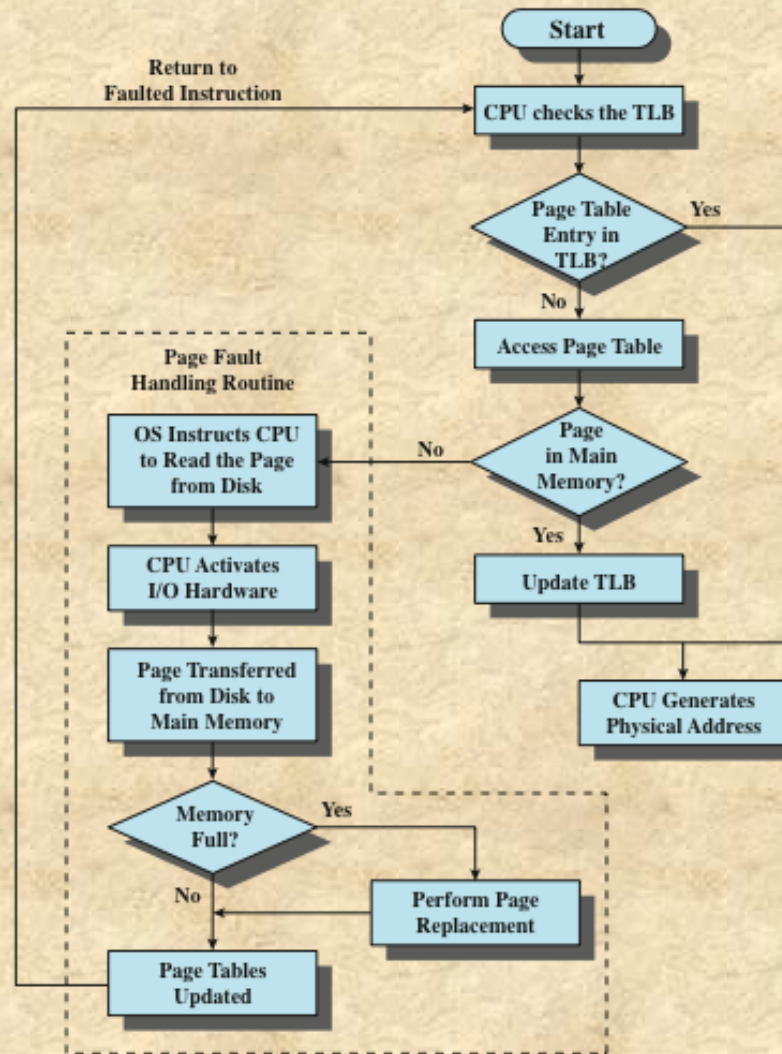 Start
Return to
Faulted Instruction
CPU checks the TLB
Page Table
Entry in
TLB?
Yes
No
Access Page Table
Page Fault
Handling Routine
OS Instructs CPU
to Read the Page
from Disk
No
Page
in Main
Memory?
Yes
CPU Activates
I/O Hardware
Update TLB
Page Transferred
from Disk to
Main Memory
CPU Generates
Physical Address
Memory
Full?
Yes
No
Perform Page
Replacement
Page Tables
Updated